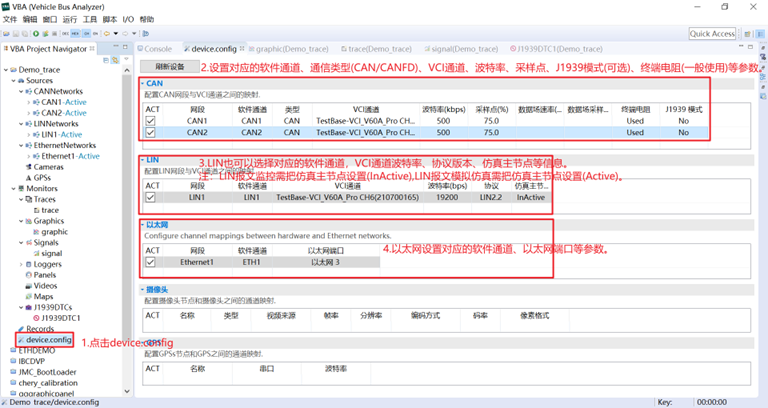 VBA (Vehicle Bus Analyzer)
文件 编辑 窗口 运行 工具 脚本 I/O 帮助
Quick Access
VBA Project Navigator
Console
device.config
graphic(Demo_trace)
trace(Demo_trace)
signal(Demo_trace)
J1939DTC1(Demo_trace)
Demo_trace
Sources
CANNetworks
CAN1-Active
CAN2-Active
LINNetworks
LIN1-Active
EthernetNetworks
Ethernet1-Active
Cameras
GPSs
Monitors
Traces
trace
Graphics
graphic
Signals
signal
Loggers
Panels
Videos
Maps
J1939DTCs
J1939DTC1
Records
device.config
ETHDEMO
IBCDVP
JMC_BootLoader
chery_calibration
gggraphicpanel
1.点击device.config
刷新设备
2.设置对应的软件通道、通信类型(CAN/CANFD)、VCI通道、波特率、采样点、J1939模式(可选)、终端电阻(一般使用)等参数。
CAN
配置CAN网段与VCI通道之间的映射.
ACT 网段 软件通道 类型 VCI通道 波特率(kbps) 采样点(%) 数据场速率(... 数据场采样... 终端电阻 J1939 模式
CAN1 CAN1 CAN TestBase-VCI_V60A_Pro CH... 500 75.0 Used No
CAN2 CAN2 CAN TestBase-VCI_V60A_Pro CH... 500 75.0 Used No
LIN
3.LIN也可以选择对应的软件通道，VCI通道波特率、协议版本、仿真主节点等信息。
配置LIN网段与VCI通道之间的映射.
注：LIN报文监控需把仿真主节点设置(InActive),LIN报文模拟仿真需把仿真主节点设置(Active)。
ACT 网段 软件通道 VCI通道 波特率(bps) 协议 仿真主节...
LIN1 LIN1 TestBase-VCI_V60A_Pro CH6(210700165) 19200 LIN2.2 InActive
以太网
Configure channel mappings between hardware and Ethernet networks.
4.以太网设置对应的软件通道、以太网端口等参数。
ACT 网段 软件通道 以太网端口
Ethernet1 ETH1 以太网 3
摄像头
配置摄像头节点和摄像头之间的通道映射.
ACT 名称 类型 视频来源 帧率 分辨率 编码方式 码率 像素格式
GPS
配置GPSs节点和GPS之间的通道映射.
ACT 名称 串口 波特率
Demo_trace/device.config
Key: 00:00:00